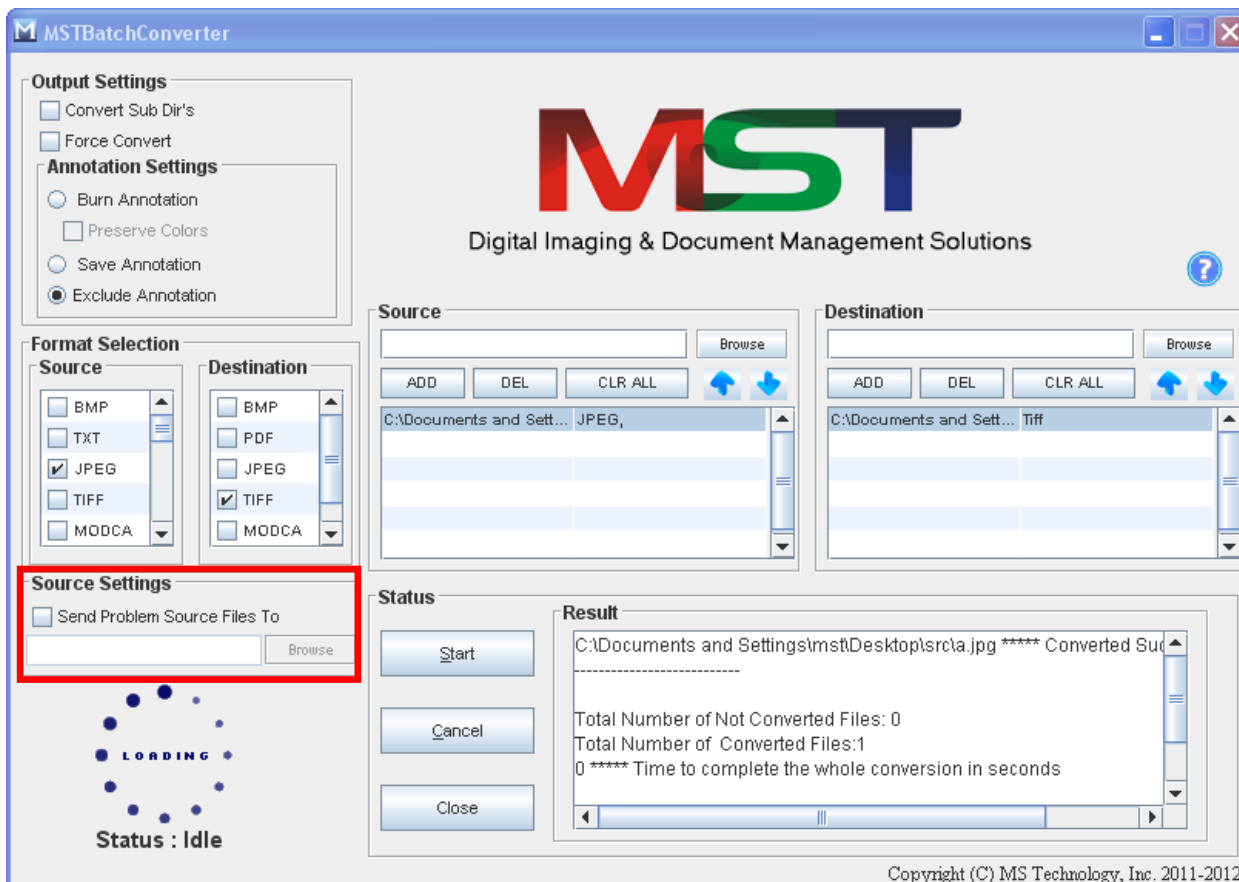 MSTBatchConverter
Output Settings
Convert Sub Dir's
Force Convert
Annotation Settings
Burn Annotation
Preserve Colors
Save Annotation
Exclude Annotation
MST
Digital Imaging & Document Management Solutions
?
Format Selection
Source
BMP
TXT
JPEG
TIFF
MODCA
Destination
BMP
PDF
JPEG
TIFF
MODCA
Source
Browse
ADD DEL CLR ALL
C:\Documents and Sett... JPEG,
Destination
Browse
ADD DEL CLR ALL
C:\Documents and Sett... Tiff
Source Settings
Send Problem Source Files To
Browse
LOADING
Status : Idle
Status
Start
Cancel
Close
Result
C:\Documents and Settings\mst\Desktop\src\a.jpg ***** Converted Suc
--------------------------
Total Number of Not Converted Files: 0
Total Number of Converted Files:1
0 ***** Time to complete the whole conversion in seconds
Copyright (C) MS Technology, Inc. 2011-2012